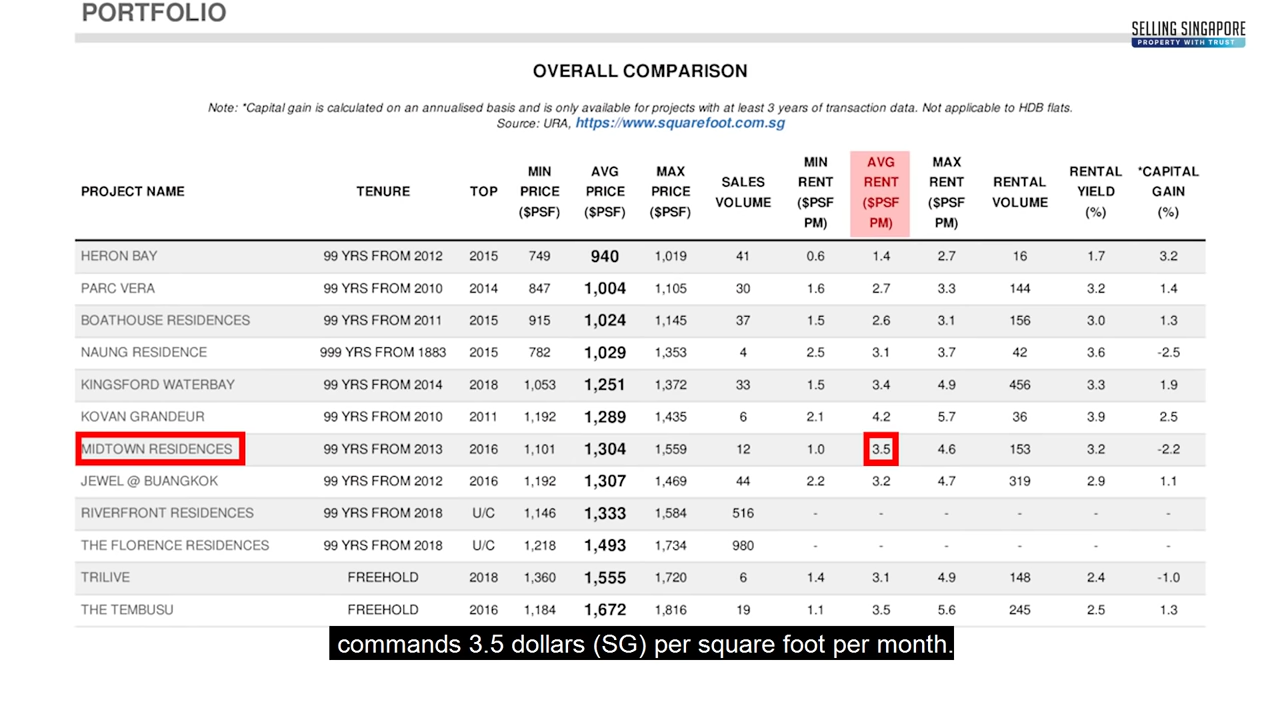 PORTFOLIO
SELLING SINGAPORE
PROPERTY WITH TRUST
OVERALL COMPARISON
Note: *Capital gain is calculated on an annualised basis and is only available for projects with at least 3 years of transaction data. Not applicable to HDB flats.
Source: URA, https://www.squarefoot.com.sg
PROJECT NAME TENURE TOP MIN PRICE ($PSF) AVG PRICE ($PSF) MAX PRICE ($PSF) SALES VOLUME MIN RENT ($PSF PM) AVG RENT ($PSF PM) MAX RENT ($PSF PM) RENTAL VOLUME RENTAL YIELD (%) *CAPITAL GAIN (%)
HERON BAY 99 YRS FROM 2012 2015 749 940 1,019 41 0.6 1.4 2.7 16 1.7 3.2
PARC VERA 99 YRS FROM 2010 2014 847 1,004 1,105 30 1.6 2.7 3.3 144 3.2 1.4
BOATHOUSE RESIDENCES 99 YRS FROM 2011 2015 915 1,024 1,145 37 1.5 2.6 3.1 156 3.0 1.3
NAUNG RESIDENCE 999 YRS FROM 1883 2015 782 1,029 1,353 4 2.5 3.1 3.7 42 3.6 -2.5
KINGSFORD WATERBAY 99 YRS FROM 2014 2018 1,053 1,251 1,372 33 1.5 3.4 4.9 456 3.3 1.9
KOVAN GRANDEUR 99 YRS FROM 2010 2011 1,192 1,289 1,435 6 2.1 4.2 5.7 36 3.9 2.5
MIDTOWN RESIDENCES 99 YRS FROM 2013 2016 1,101 1,304 1,559 12 1.0 3.5 4.6 153 3.2 -2.2
JEWEL @ BUANGKOK 99 YRS FROM 2012 2016 1,192 1,307 1,469 44 2.2 3.2 4.7 319 2.9 1.1
RIVERFRONT RESIDENCES 99 YRS FROM 2018 U/C 1,146 1,333 1,584 516 - - - - - -
THE FLORENCE RESIDENCES 99 YRS FROM 2018 U/C 1,218 1,493 1,734 980 - - - - - -
TRILIVE FREEHOLD 2018 1,360 1,555 1,720 6 1.4 3.1 4.9 148 2.4 -1.0
THE TEMBUSU FREEHOLD 2016 1,184 1,672 1,816 19 1.1 3.5 5.6 245 2.5 1.3
commands 3.5 dollars (SG) per square foot per month.